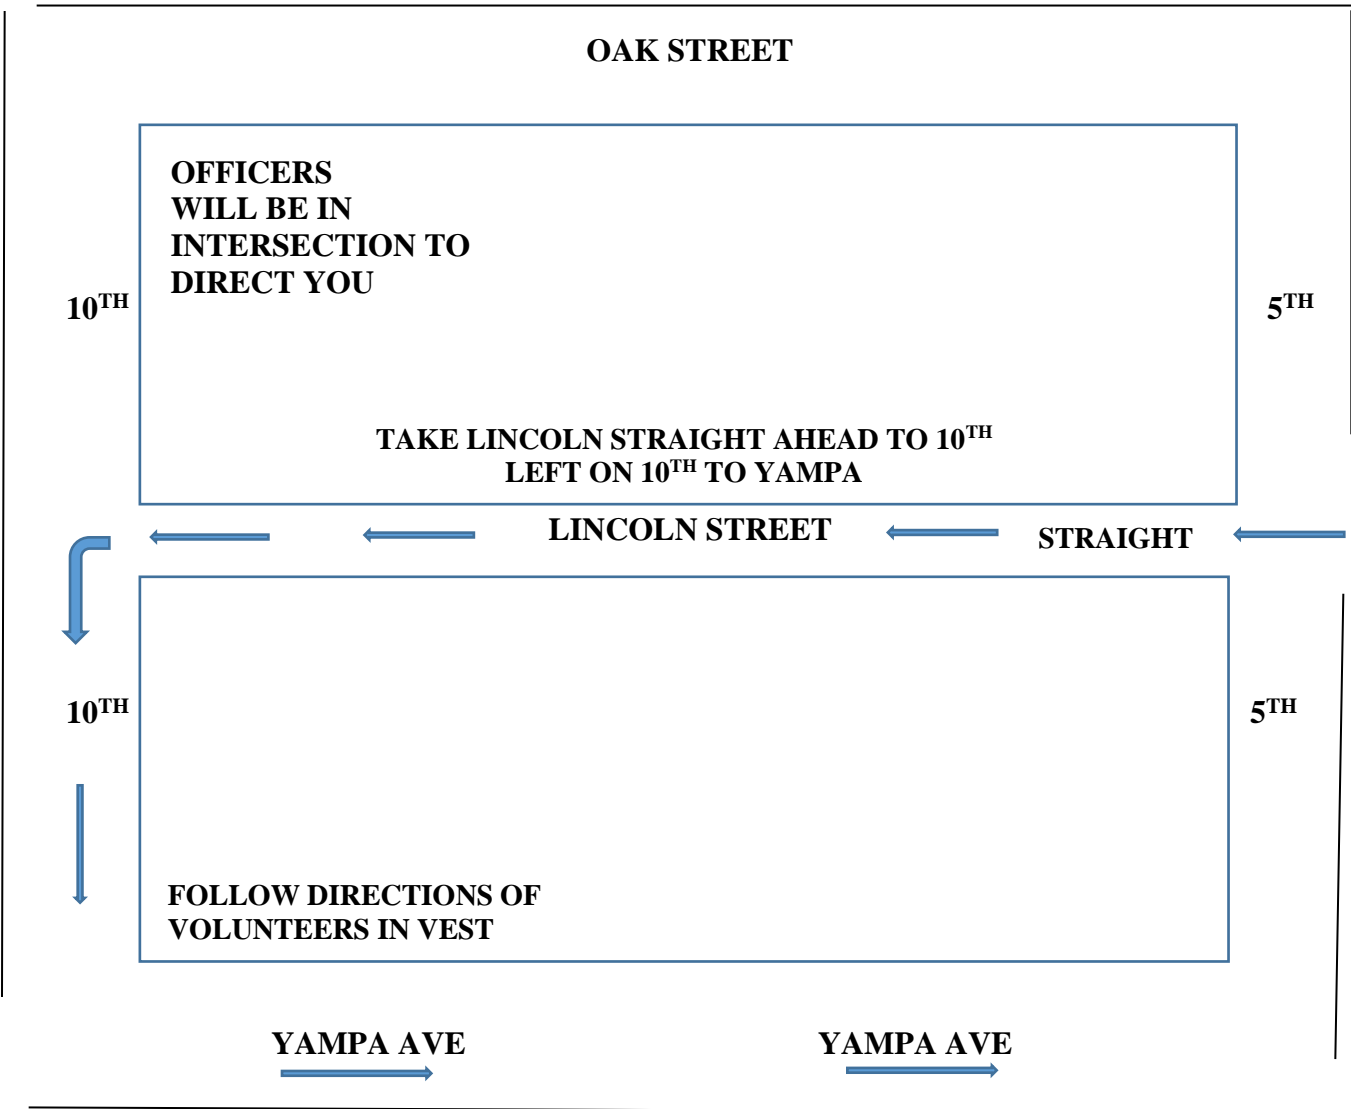 OAK STREET
OFFICERS
WILL BE IN
INTERSECTION TO
DIRECT YOU
10TH
5TH
TAKE LINCOLN STRAIGHT AHEAD TO 10TH
LEFT ON 10TH TO YAMPA
LINCOLN STREET
STRAIGHT
10TH
5TH
FOLLOW DIRECTIONS OF
VOLUNTEERS IN VEST
YAMPA AVE
YAMPA AVE